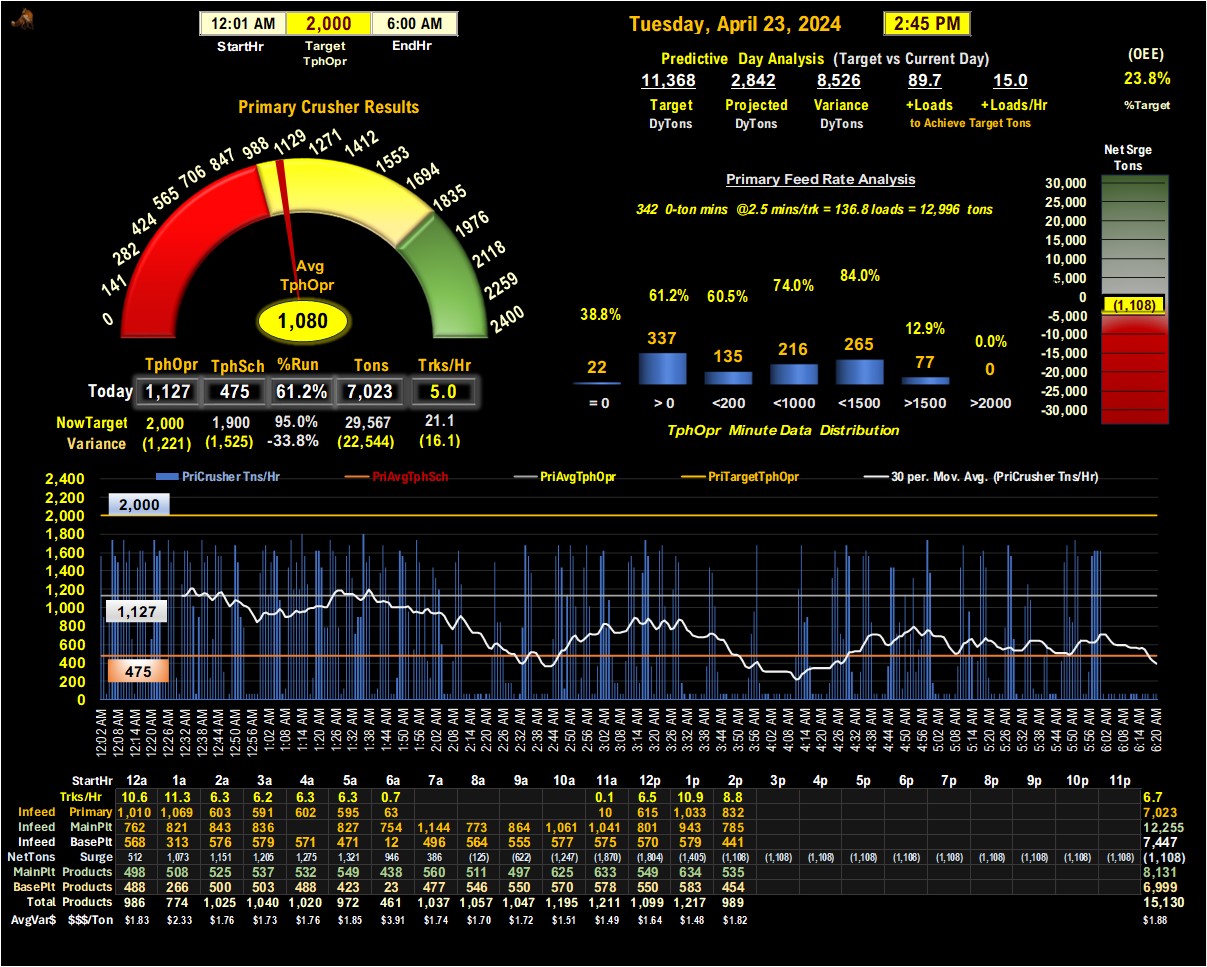 12:01 AM 2,000 6:00 AM
StartHr Target EndHr
TphOpr
Tuesday, April 23, 2024 2:45 PM
Predictive Day Analysis (Target vs Current Day)
11,368 2,842 8,526 89.7 15.0
Target Projected Variance +Loads +Loads/Hr
DyTons DyTons DyTons to Achieve Target Tons
(OEE)
23.8%
%Target
Primary Crusher Results
0 141 282 424 565 706 847 988 1129 1271 1412 1553 1694 1835 1976 2118 2259 2400
Avg
TphOpr
1,080
TphOpr TphSch %Run Tons Trks/Hr
Today 1,127 475 61.2% 7,023 5.0
NowTarget 2,000 1,900 95.0% 29,567 21.1
Variance (1,221) (1,525) -33.8% (22,544) (16.1)
Primary Feed Rate Analysis
342 0-ton mins @2.5 mins/trk = 136.8 loads = 12,996 tons
38.8% 61.2% 60.5% 74.0% 84.0% 12.9% 0.0%
22 337 135 216 265 77 0
= 0 > 0 <200 <1000 <1500 >1500 >2000
TphOpr Minute Data Distribution
Net Srge
Tons
30,000
25,000
20,000
15,000
10,000
5,000
0
(1,108)
-5,000
-10,000
-15,000
-20,000
-25,000
-30,000
PriCrusher Tns/Hr PriAvgTphSch PriAvgTphOpr PriTargetTphOpr 30 per. Mov. Avg. (PriCrusher Tns/Hr)
2,400
2,200
2,000
2,000
1,800
1,600
1,400
1,200
1,127
1,000
800
600
475
400
200
0
12:02 AM 12:08 AM 12:14 AM 12:20 AM 12:26 AM 12:32 AM 12:38 AM 12:44 AM 12:50 AM 12:56 AM 1:02 AM 1:08 AM 1:14 AM 1:20 AM 1:26 AM 1:32 AM 1:38 AM 1:44 AM 1:50 AM 1:56 AM 2:02 AM 2:08 AM 2:14 AM 2:20 AM 2:26 AM 2:32 AM 2:38 AM 2:44 AM 2:50 AM 2:56 AM 3:02 AM 3:08 AM 3:14 AM 3:20 AM 3:26 AM 3:32 AM 3:38 AM 3:44 AM 3:50 AM 3:56 AM 4:02 AM 4:08 AM 4:14 AM 4:20 AM 4:26 AM 4:32 AM 4:38 AM 4:44 AM 4:50 AM 4:56 AM 5:02 AM 5:08 AM 5:14 AM 5:20 AM 5:26 AM 5:32 AM 5:38 AM 5:44 AM 5:50 AM 5:56 AM 6:02 AM 6:08 AM 6:14 AM 6:20 AM
StartHr 12a 1a 2a 3a 4a 5a 6a 7a 8a 9a 10a 11a 12p 1p 2p 3p 4p 5p 6p 7p 8p 9p 10p 11p
Trks/Hr 10.6 11.3 6.3 6.2 6.3 6.3 0.7 0.1 6.5 10.9 8.8 6.7
Infeed Primary 1,010 1,069 603 591 602 595 63 10 615 1,033 832 7,023
Infeed MainPlt 762 821 843 836 827 754 1,144 773 864 1,061 1,041 801 943 785 12,255
Infeed BasePlt 568 313 576 579 571 471 12 496 564 555 577 575 570 579 441 7,447
NetTons Surge 512 1,073 1,151 1,205 1,275 1,321 946 386 (125) (622) (1,247) (1,870) (1,804) (1,405) (1,108) (1,108) (1,108) (1,108) (1,108) (1,108) (1,108) (1,108) (1,108) (1,108) (1,108)
MainPlt Products 498 508 525 537 532 549 438 560 511 497 625 633 549 634 535 8,131
BasePlt Products 488 266 500 503 488 423 23 477 546 550 570 578 550 583 454 6,999
Total Products 986 774 1,025 1,040 1,020 972 461 1,037 1,057 1,047 1,195 1,211 1,099 1,217 989 15,130
AvgVar$ $$$/Ton $1.83 $2.33 $1.76 $1.73 $1.76 $1.85 $3.91 $1.74 $1.70 $1.72 $1.51 $1.49 $1.64 $1.48 $1.82 $1.88